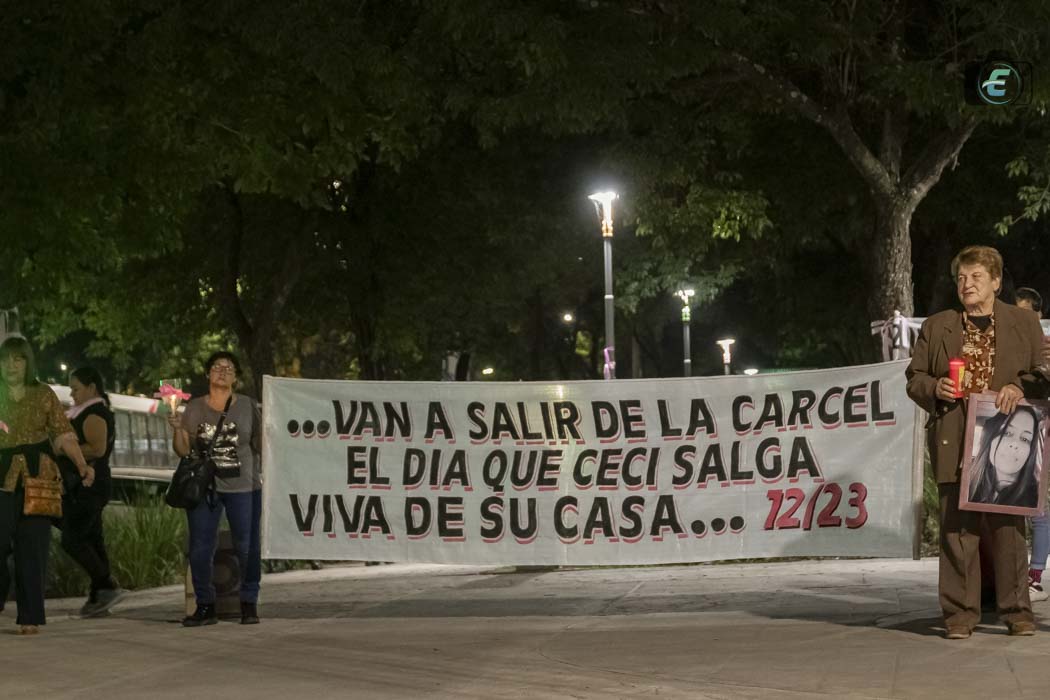 ...VAN A SALIR DE LA CARCEL
EL DIA QUE CECI SALGA
VIVA DE SU CASA... 12/23
E